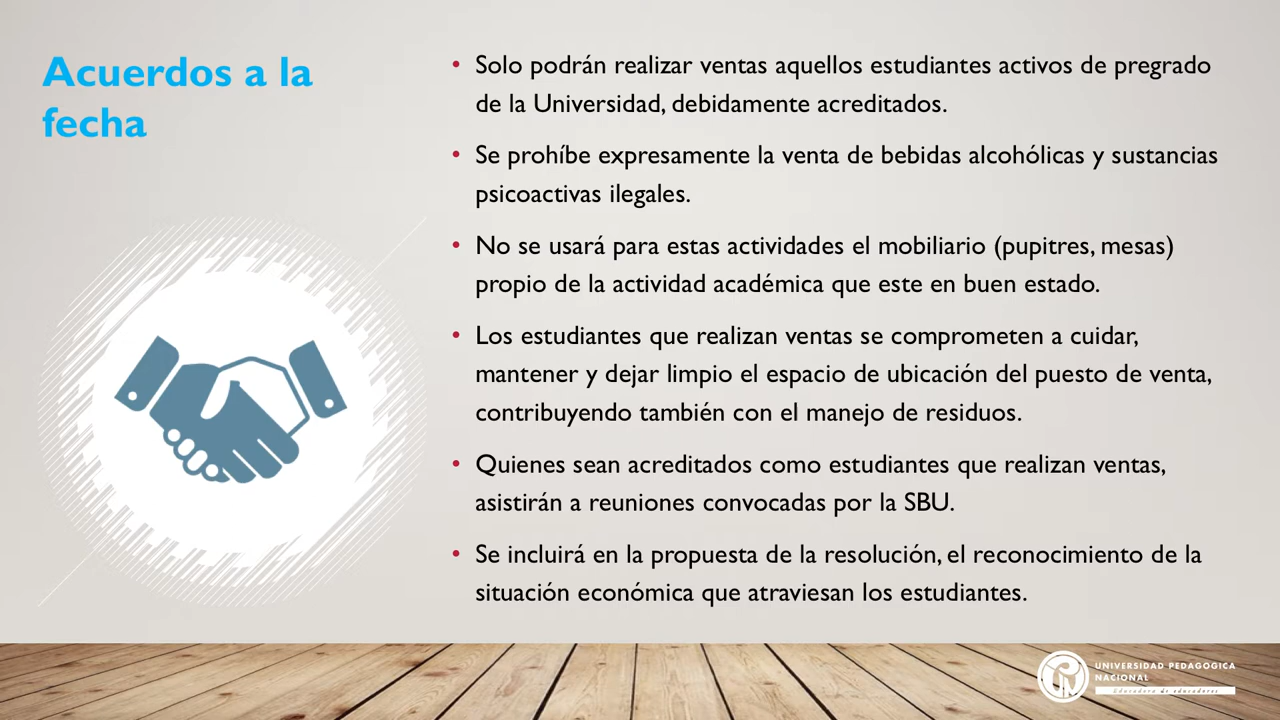 Acuerdos a la
fecha
• Solo podrán realizar ventas aquellos estudiantes activos de pregrado
de la Universidad, debidamente acreditados.
• Se prohíbe expresamente la venta de bebidas alcohólicas y sustancias
psicoactivas ilegales.
• No se usará para estas actividades el mobiliario (pupitres, mesas)
propio de la actividad académica que este en buen estado.
• Los estudiantes que realizan ventas se comprometen a cuidar,
mantener y dejar limpio el espacio de ubicación del puesto de venta,
contribuyendo también con el manejo de residuos.
• Quienes sean acreditados como estudiantes que realizan ventas,
asistirán a reuniones convocadas por la SBU.
• Se incluirá en la propuesta de la resolución, el reconocimiento de la
situación económica que atraviesan los estudiantes.
UNIVERSIDAD PEDAGOGICA
NACIONAL
Educadora de educadores